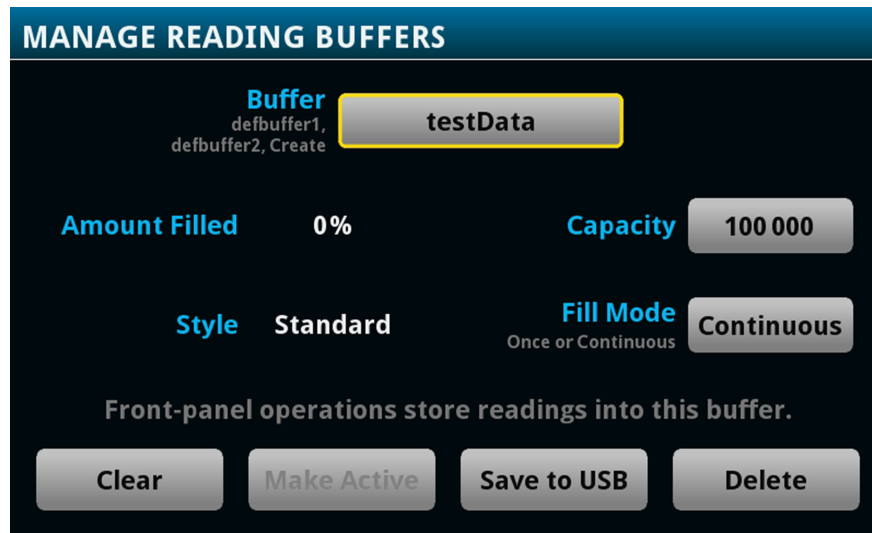 MANAGE READING BUFFERS
Buffer
defbuffer1,
defbuffer2, Create
testData
Amount Filled
0%
Capacity
100 000
Style
Standard
Fill Mode
Once or Continuous
Continuous
Front-panel operations store readings into this buffer.
Clear
Make Active
Save to USB
Delete